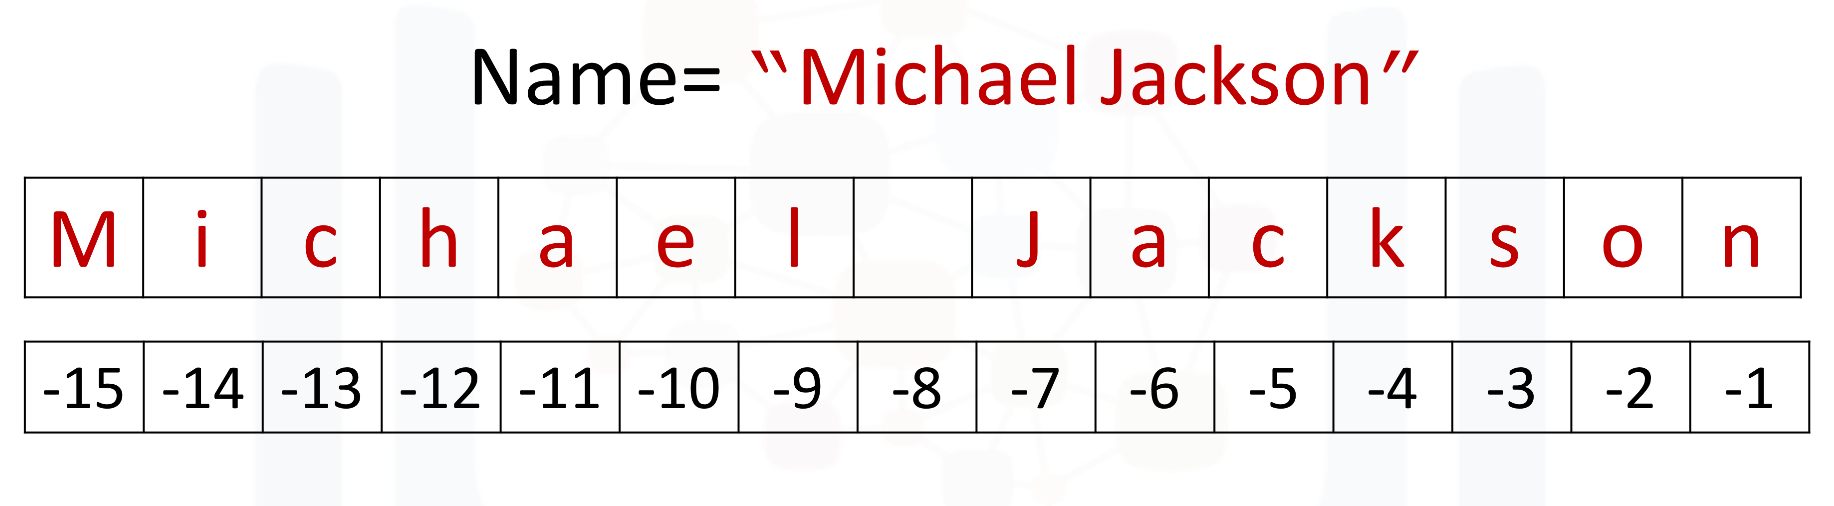 Name= “Michael Jackson”
M i c h a e l J a c k s o n
-15 -14 -13 -12 -11 -10 -9 -8 -7 -6 -5 -4 -3 -2 -1